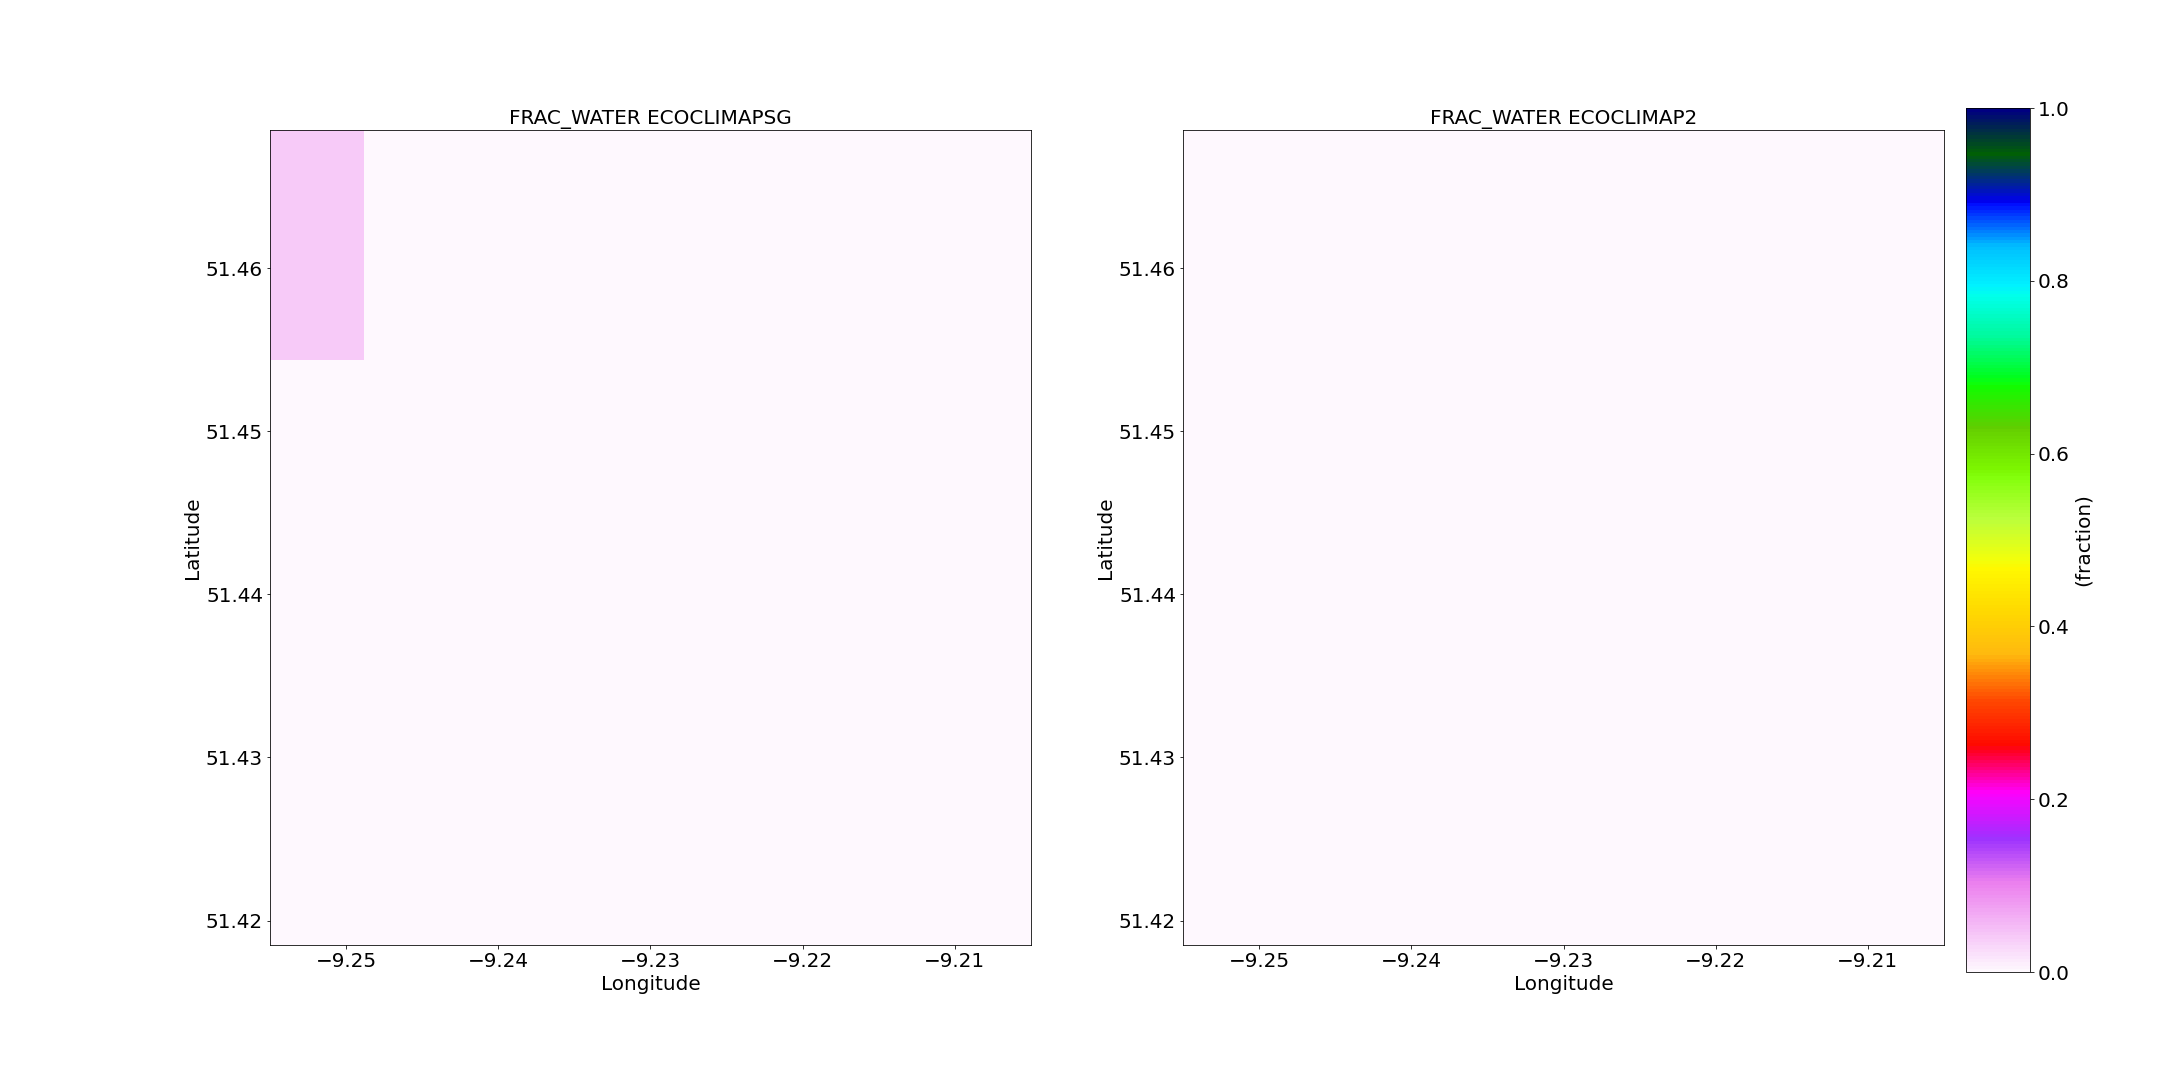 FRAC_WATER ECOCLIMAPSG
51.46
51.45
51.44
51.43
51.42
Latitude
−9.25 −9.24 −9.23 −9.22 −9.21
Longitude
FRAC_WATER ECOCLIMAP2
51.46
51.45
51.44
51.43
51.42
Latitude
−9.25 −9.24 −9.23 −9.22 −9.21
Longitude
1.0
0.8
0.6
0.4
0.2
0.0
(fraction)